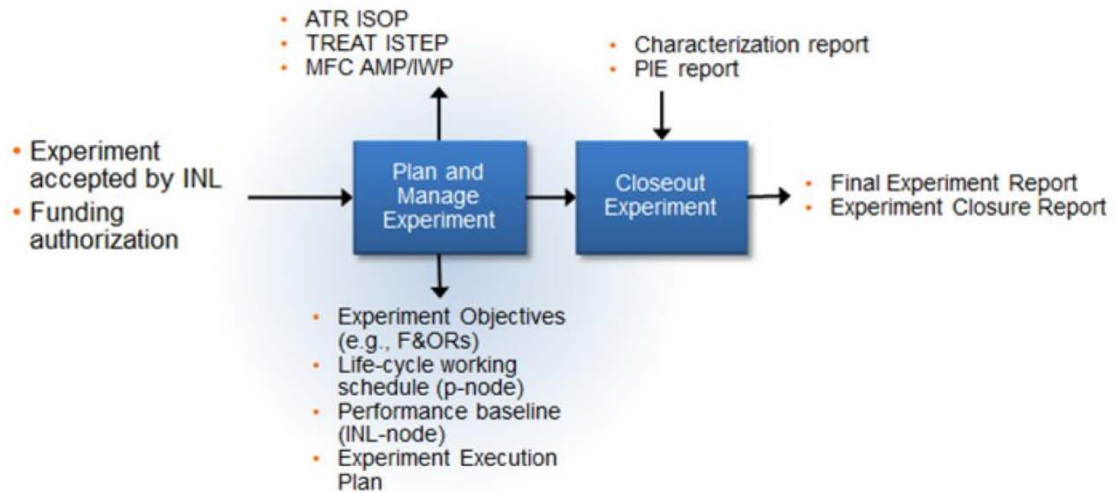 • ATR ISOP
• TREAT ISTEP
• MFC AMP/IWP
• Characterization report
• PIE report
• Experiment
accepted by INL
• Funding
authorization
Plan and
Manage
Experiment
Closeout
Experiment
• Final Experiment Report
• Experiment Closure Report
• Experiment Objectives
(e.g., F&ORs)
• Life-cycle working
schedule (p-node)
• Performance baseline
(INL-node)
• Experiment Execution
Plan